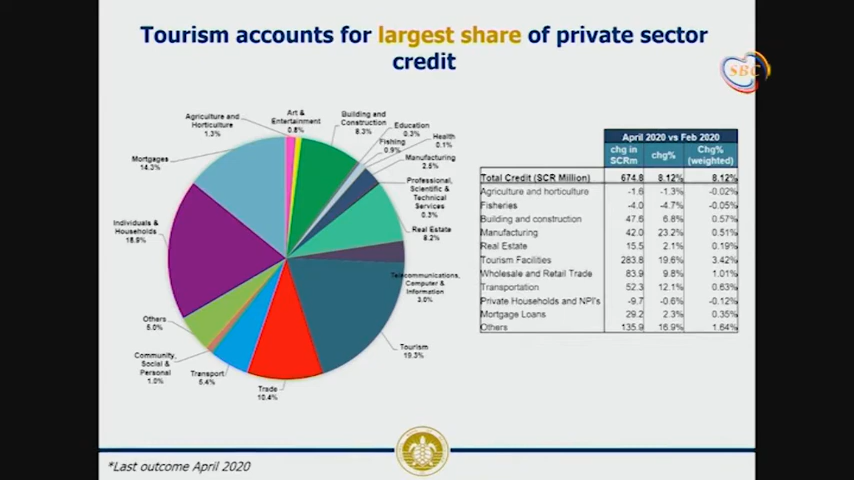 Tourism accounts for largest share of private sector
credit
SBC
Agriculture and
Horticulture
1.3%
Art &
Entertainment
0.8%
Building and
Construction
8.3%
Education
0.3%
Health
0.1%
Fishing
0.9%
Manufacturing
2.5%
Professional,
Scientific &
Technical
Services
0.3%
Real Estate
8.2%
Telecommunications,
Computer &
Information
3.0%
Tourism
19.3%
Trade
10.4%
Transport
5.4%
Community,
Social &
Personal
1.0%
Others
5.0%
Individuals &
Households
18.9%
Mortgages
14.3%
April 2020 vs Feb 2020
chg in SCRm chg% Chg% (weighted)
Total Credit (SCR Million) 674.8 8.12% 8.12%
Agriculture and horticulture -1.6 -1.3% -0.02%
Fisheries -4.0 -4.7% -0.05%
Building and construction 47.6 6.8% 0.57%
Manufacturing 42.0 23.2% 0.51%
Real Estate 15.5 2.1% 0.19%
Tourism Facilities 283.8 19.6% 3.42%
Wholesale and Retail Trade 83.9 9.8% 1.01%
Transportation 52.3 12.1% 0.63%
Private Households and NPI's -9.7 -0.6% -0.12%
Mortgage Loans 29.2 2.3% 0.35%
Others 135.9 16.9% 1.64%
*Last outcome April 2020